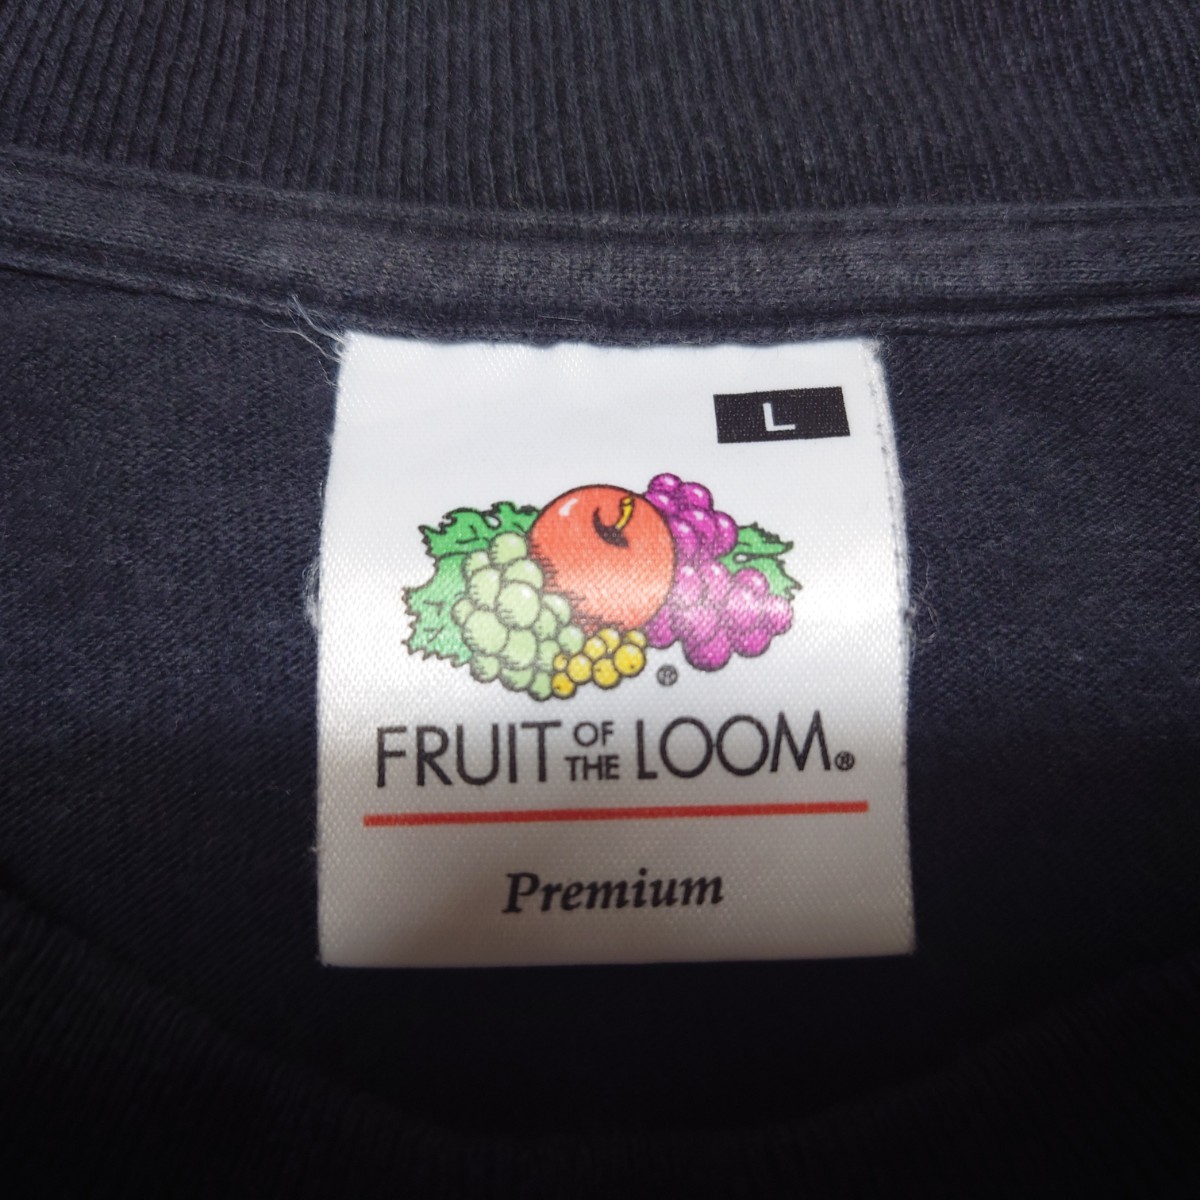 L
®
FRUIT OF THE LOOM®
Premium